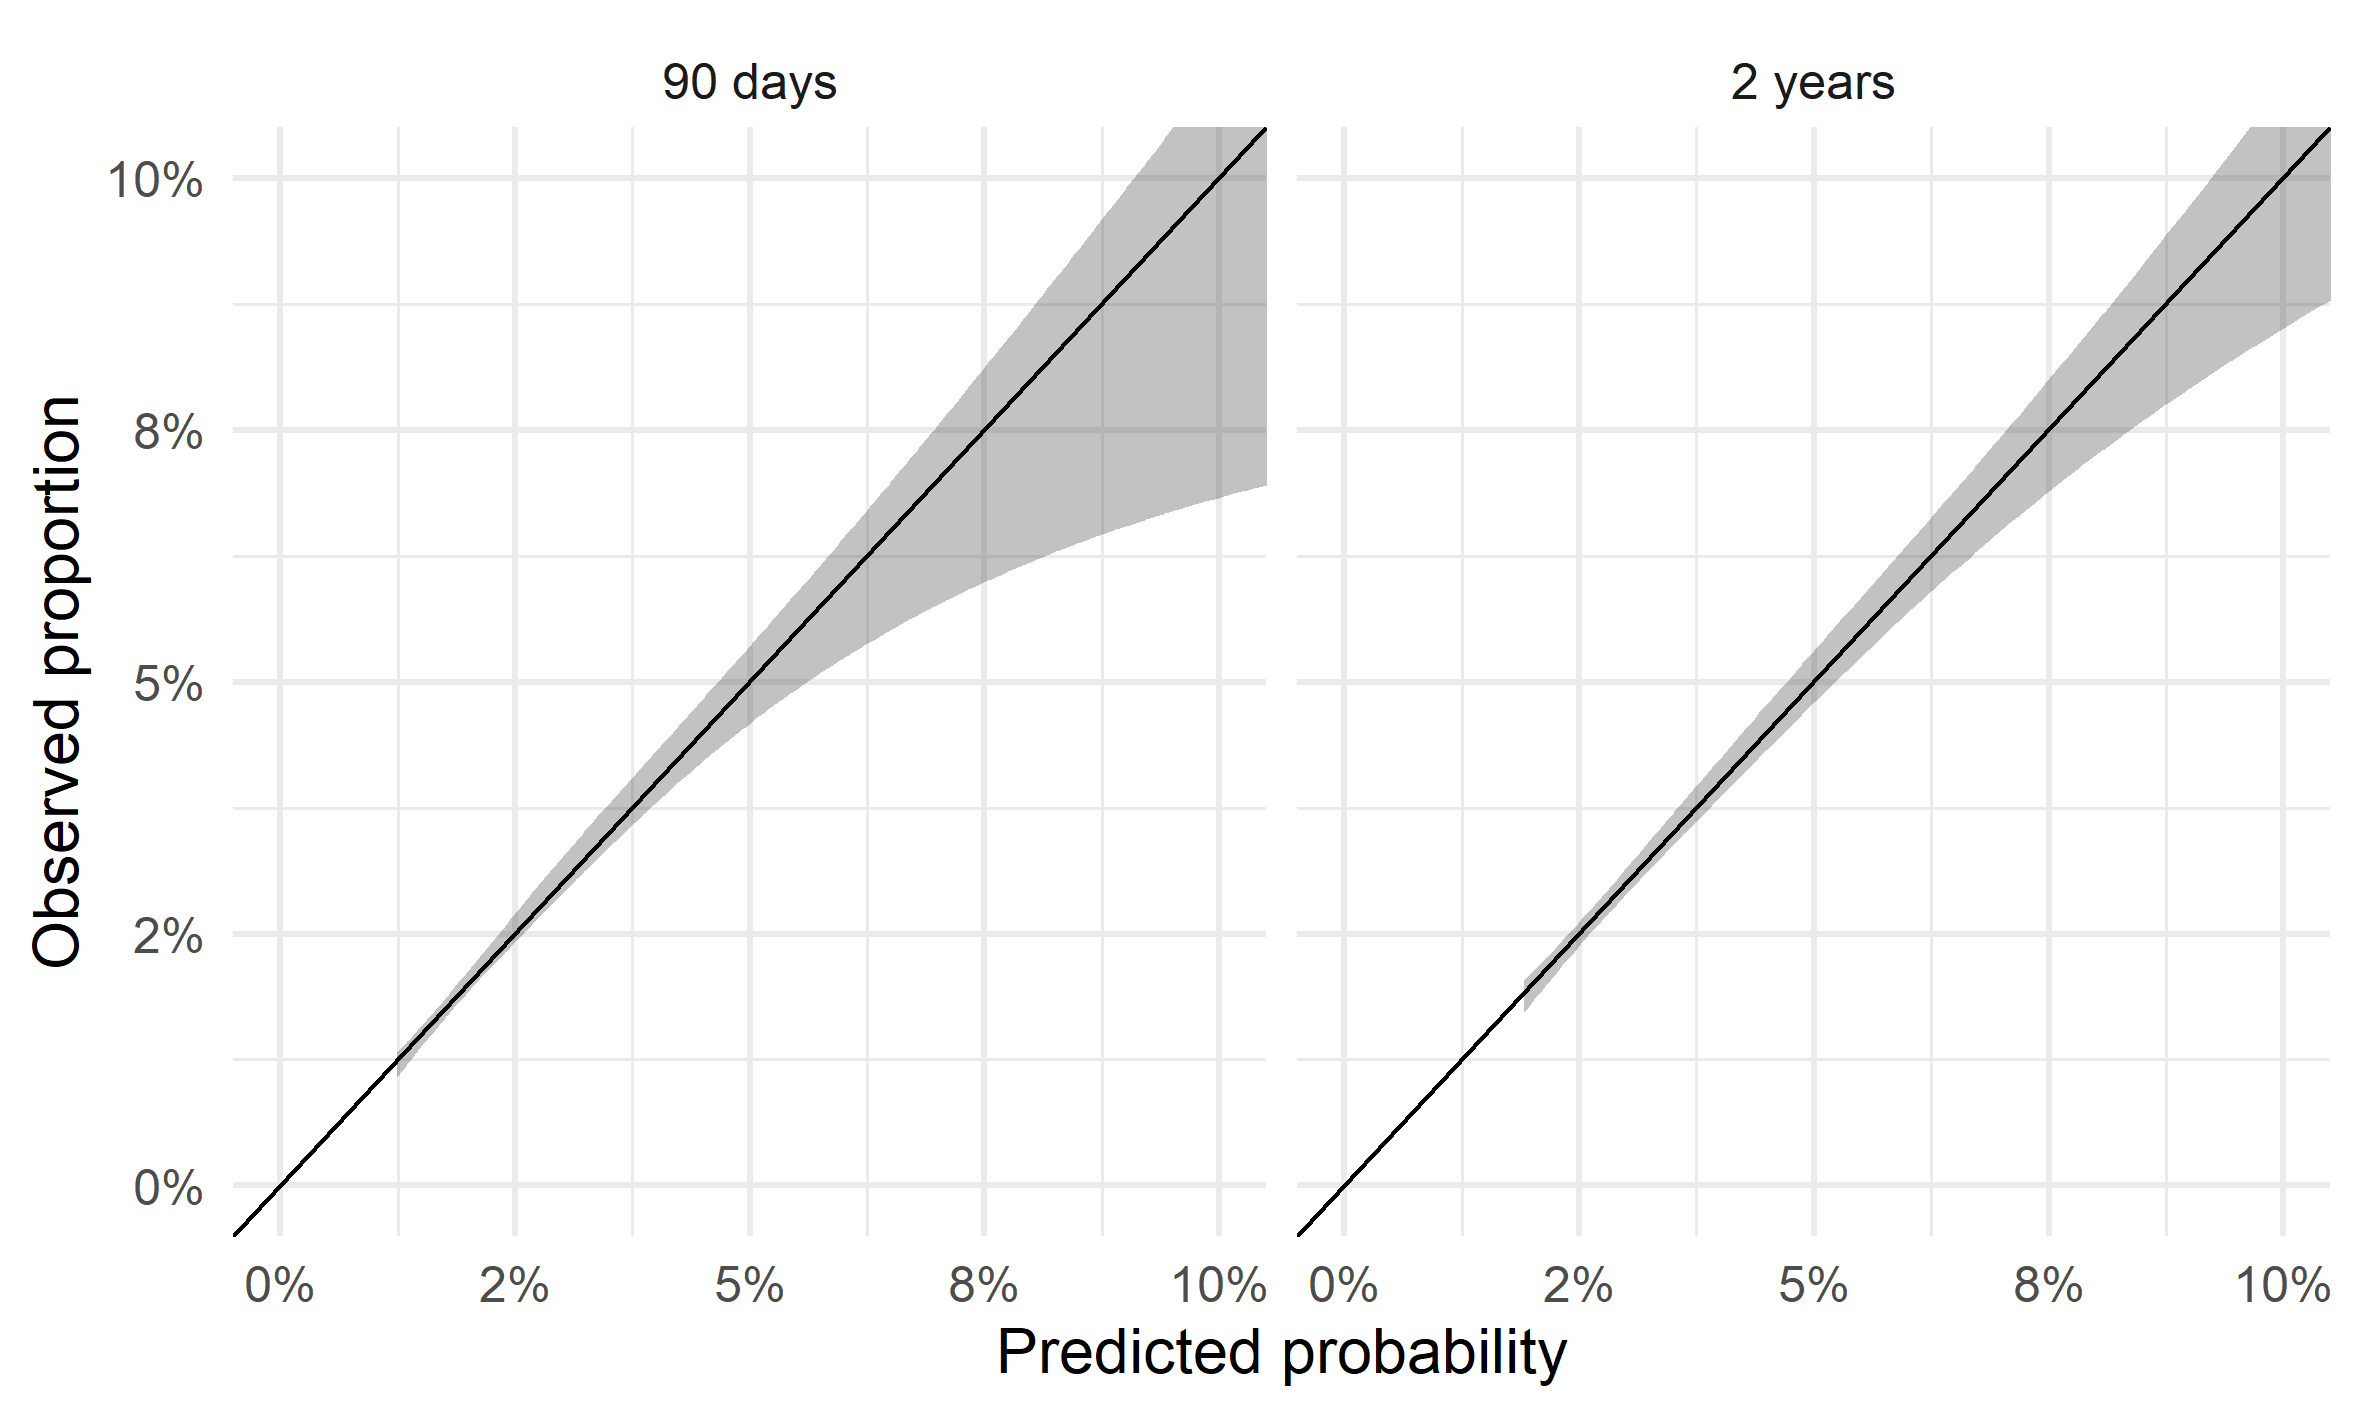 90 days
2 years
Observed proportion
10%
8%
5%
2%
0%
0% 2% 5% 8% 10%
0% 2% 5% 8% 10%
Predicted probability